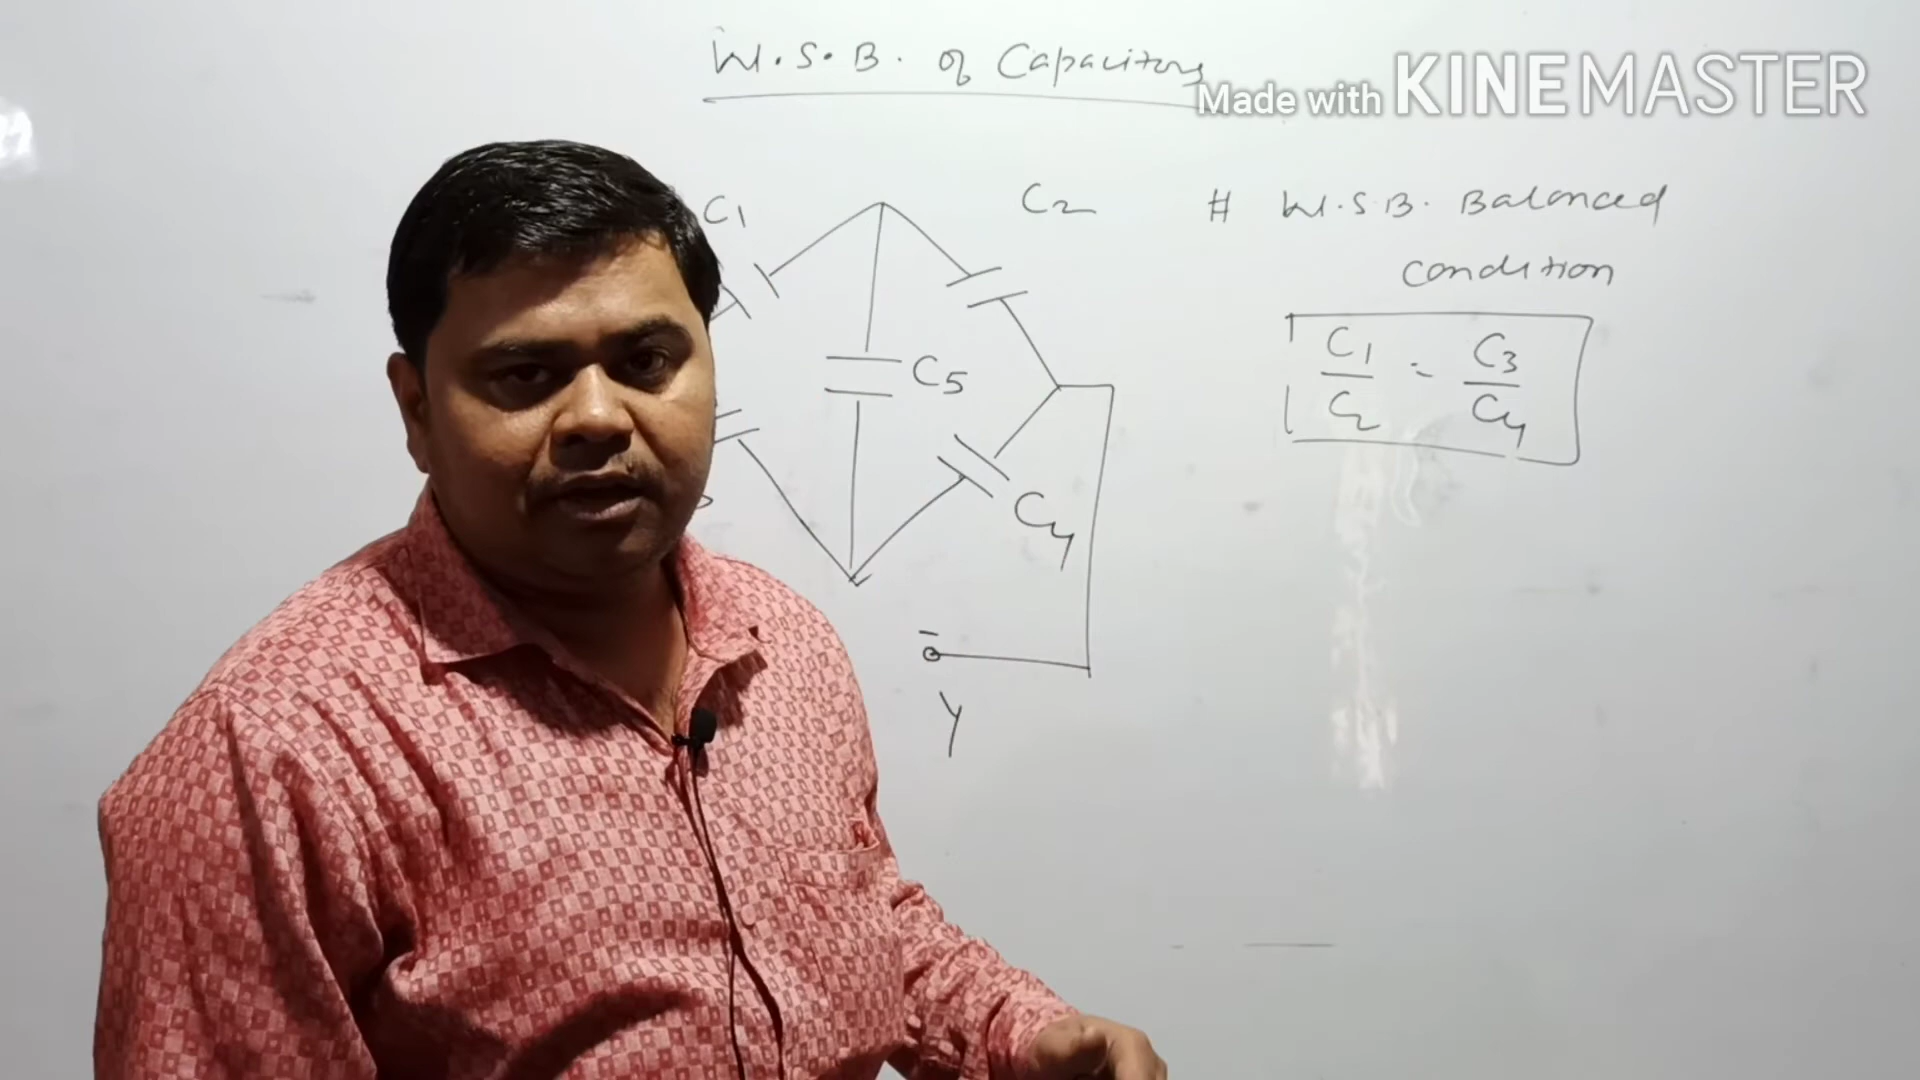 W.S.B. of Capacitors
Made with KINEMASTER
C1
C2
# W.S.B. Balanced
condition
C1/C2 = C3/C4
C5
C4
-
Y